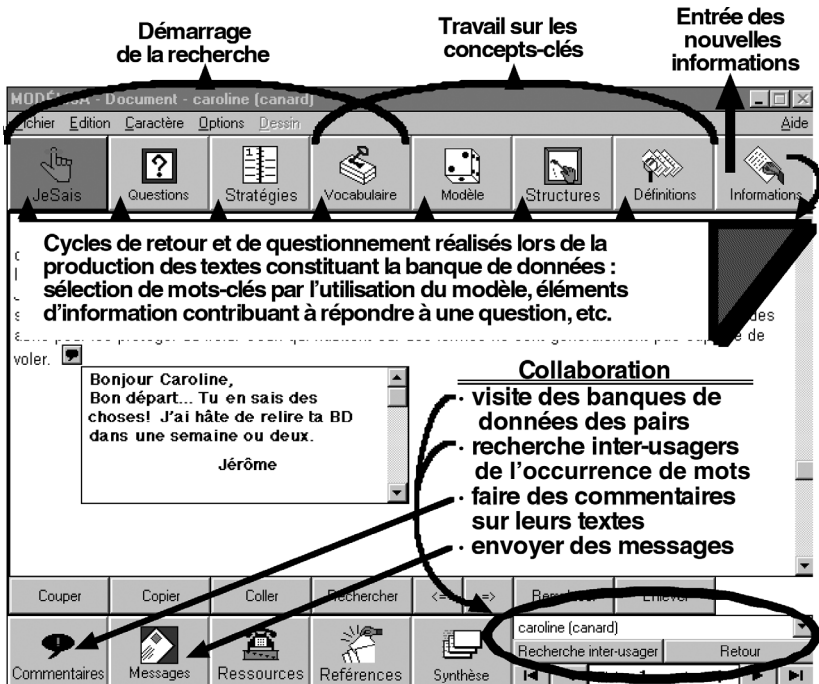 Démarrage
de la recherche
Travail sur les
concepts-clés
Entrée des
nouvelles
informations
Document - caroline (canard)
Fichier Edition Caractère Options Dessin Aide
JeSais Questions Stratégies Vocabulaire Modèle Structures Définitions Informations
Cycles de retour et de questionnement réalisés lors de la
production des textes constituant la banque de données :
sélection de mots-clés par l'utilisation du modèle, éléments
d'information contribuant à répondre à une question, etc.
des
de
voler.
Bonjour Caroline,
Bon départ... Tu en sais des
choses! J'ai hâte de relire ta BD
dans une semaine ou deux.
Jérôme
Collaboration
· visite des banques de
données des pairs
· recherche inter-usagers
de l'occurrence de mots
· faire des commentaires
sur leurs textes
· envoyer des messages
Couper Copier Coller Rechercher => Enlever
caroline (canard)
Recherche inter-usager Retour
Commentaires Messages Ressources Références Synthèse